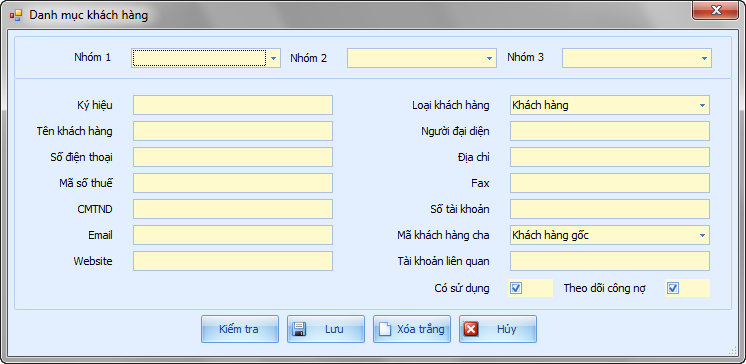 Danh mục khách hàng
Nhóm 1 Nhóm 2 Nhóm 3
Ký hiệu Loại khách hàng Khách hàng
Tên khách hàng Người đại diện
Số điện thoại Địa chỉ
Mã số thuế Fax
CMTND Số tài khoản
Email Mã khách hàng cha Khách hàng gốc
Website Tài khoản liên quan
Có sử dụng Theo dõi công nợ
Kiểm tra Lưu Xóa trắng Hủy